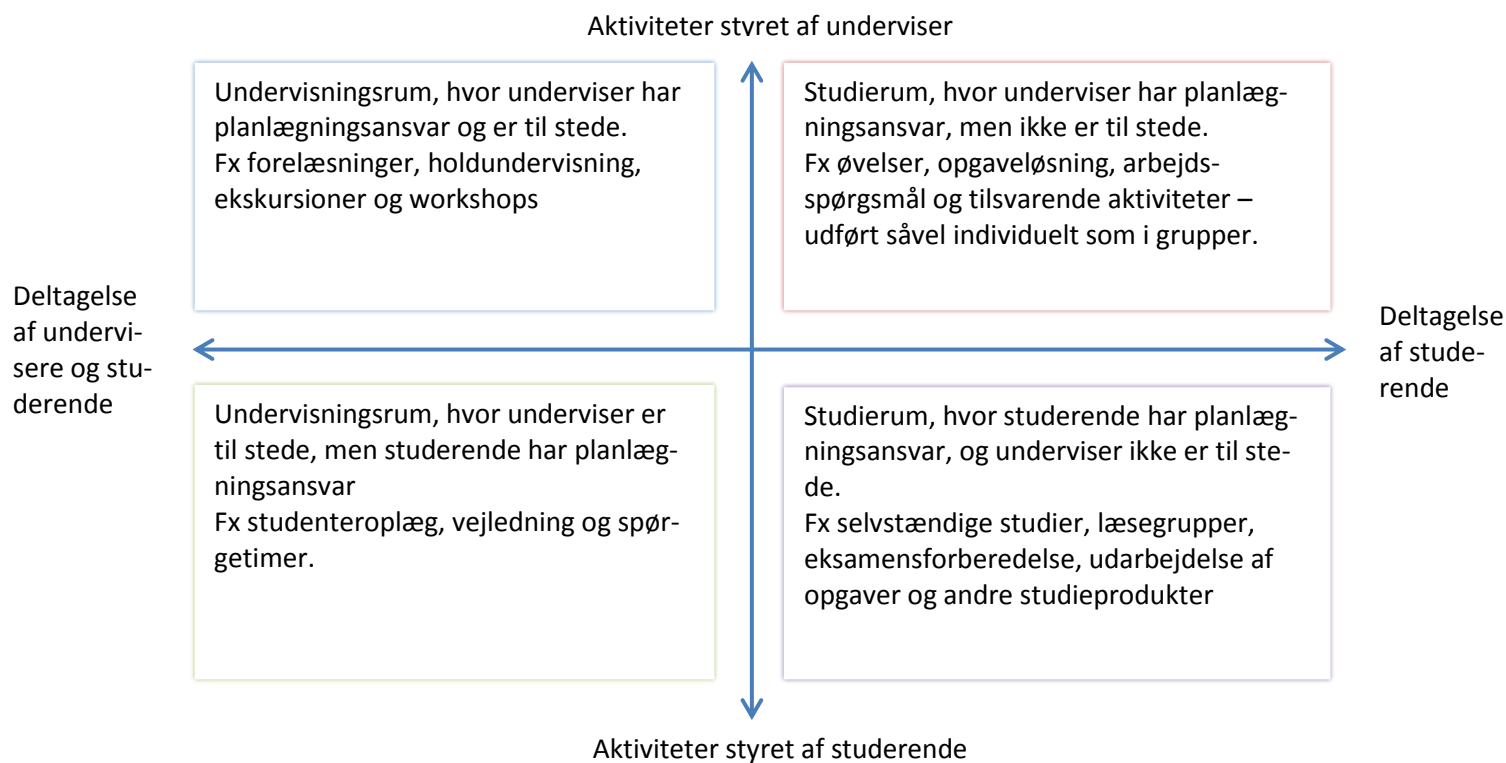 Aktiviteter styret af underviser
Undervisningsrum, hvor underviser har
planlægningsansvar og er til stede.
Fx forelæsninger, holdundervisning,
ekskursioner og workshops
Studierum, hvor underviser har planlæg-
ningsansvar, men ikke er til stede.
Fx øvelser, opgaveløsning, arbejds-
spørgsmål og tilsvarende aktiviteter –
udført såvel individuelt som i grupper.
Deltagelse
af undervi-
sere og stu-
derende
Deltagelse
af stude-
rende
Undervisningsrum, hvor underviser er
til stede, men studerende har planlæg-
ningsansvar
Fx studenteroplæg, vejledning og spør-
getimer.
Studierum, hvor studerende har planlæg-
ningsansvar, og underviser ikke er til ste-
de.
Fx selvstændige studier, læsegrupper,
eksamensforberedelse, udarbejdelse af
opgaver og andre studieprodukter
Aktiviteter styret af studerende